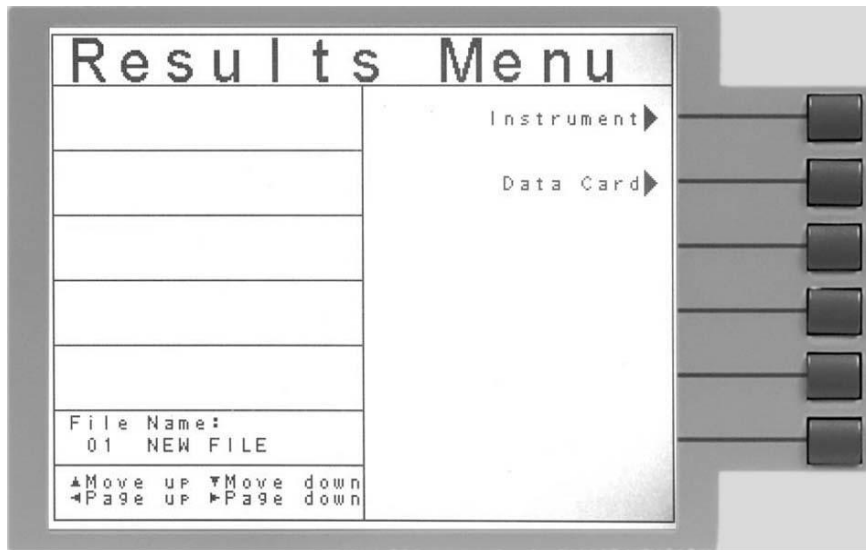 Results Menu
Instrument▶
Data Card▶
File Name:
01 NEW FILE
▲Move up ▼Move down
◀Page up ▶Page down